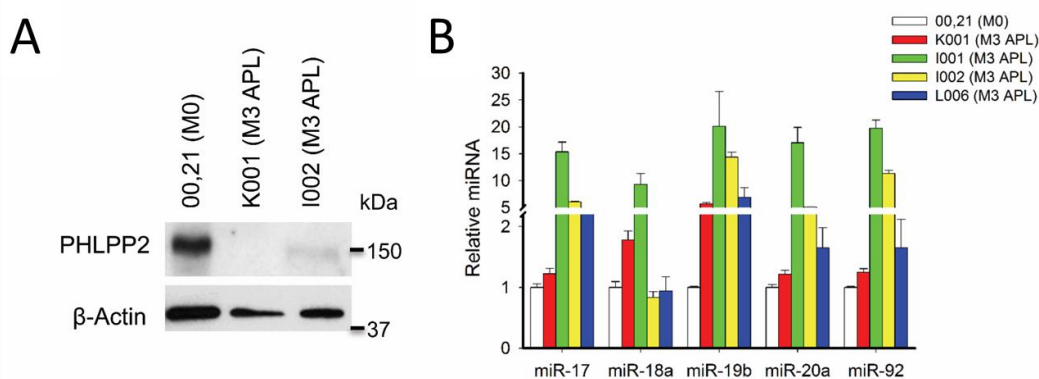 A
00,21 (M0)
K001 (M3 APL)
I002 (M3 APL)
kDa
PHLPP2
150
β-Actin
37
B
00,21 (M0)
K001 (M3 APL)
I001 (M3 APL)
I002 (M3 APL)
L006 (M3 APL)
Relative miRNA
30
25
20
15
10
5
2
1
0
miR-17
miR-18a
miR-19b
miR-20a
miR-92